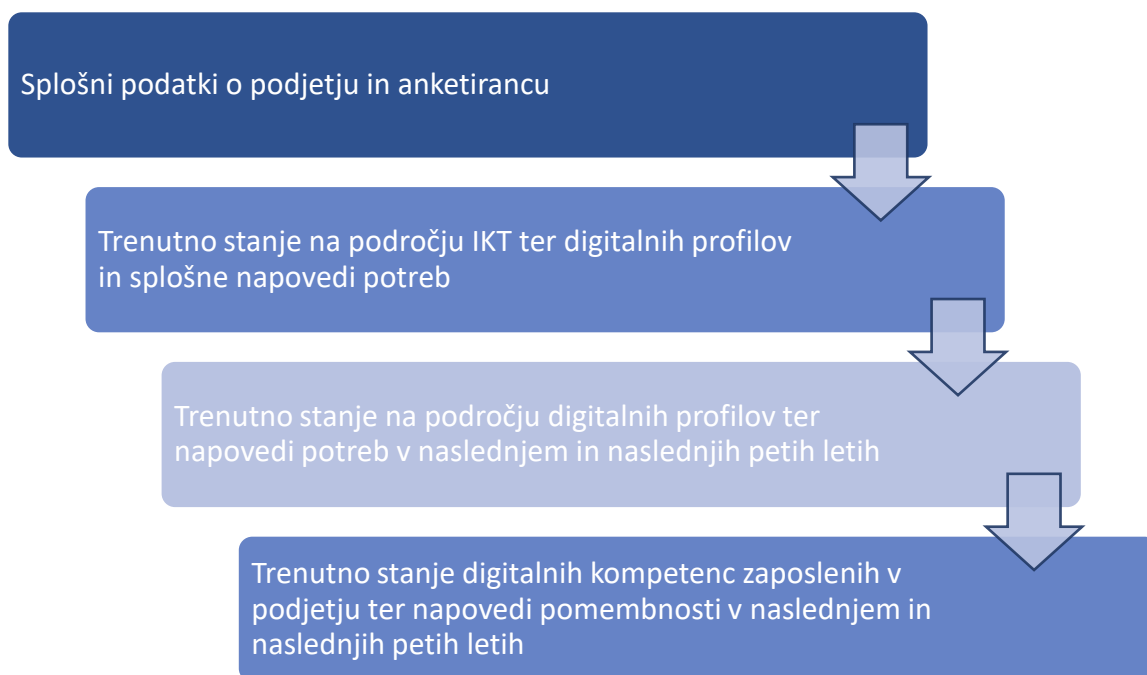 Splošni podatki o podjetju in anketirancu
Trenutno stanje na področju IKT ter digitalnih profilov
in splošne napovedi potreb
Trenutno stanje na področju digitalnih profilov ter
napovedi potreb v naslednjem in naslednjih petih letih
Trenutno stanje digitalnih kompetenc zaposlenih v
podjetju ter napovedi pomembnosti v naslednjem in
naslednjih petih letih